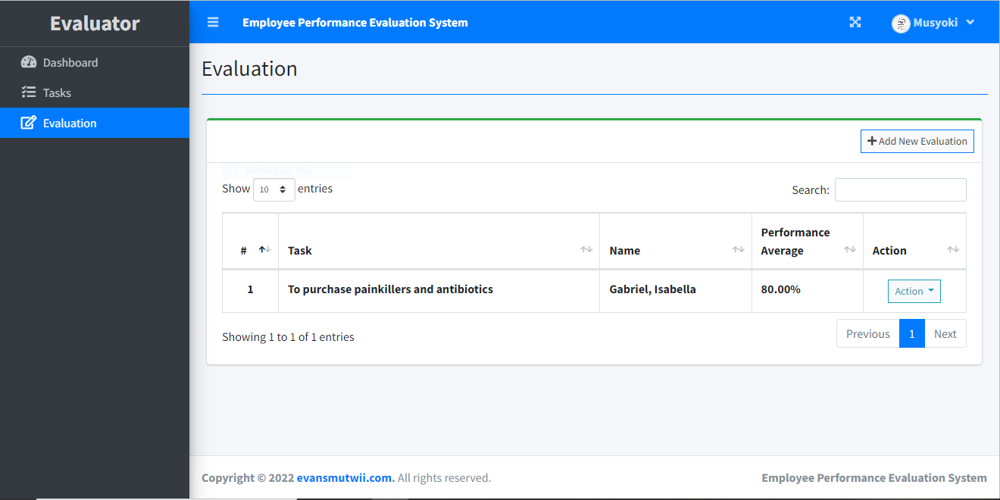 Evaluator
Employee Performance Evaluation System
Musyoki
Dashboard
Tasks
Evaluation
Evaluation
Add New Evaluation
Rectangular Snip
Show 10 entries
Search:
# Task Name Performance Average Action
1 To purchase painkillers and antibiotics Gabriel, Isabella 80.00% Action
Showing 1 to 1 of 1 entries
Previous 1 Next
Copyright © 2022 evansmutwii.com. All rights reserved.
Employee Performance Evaluation System